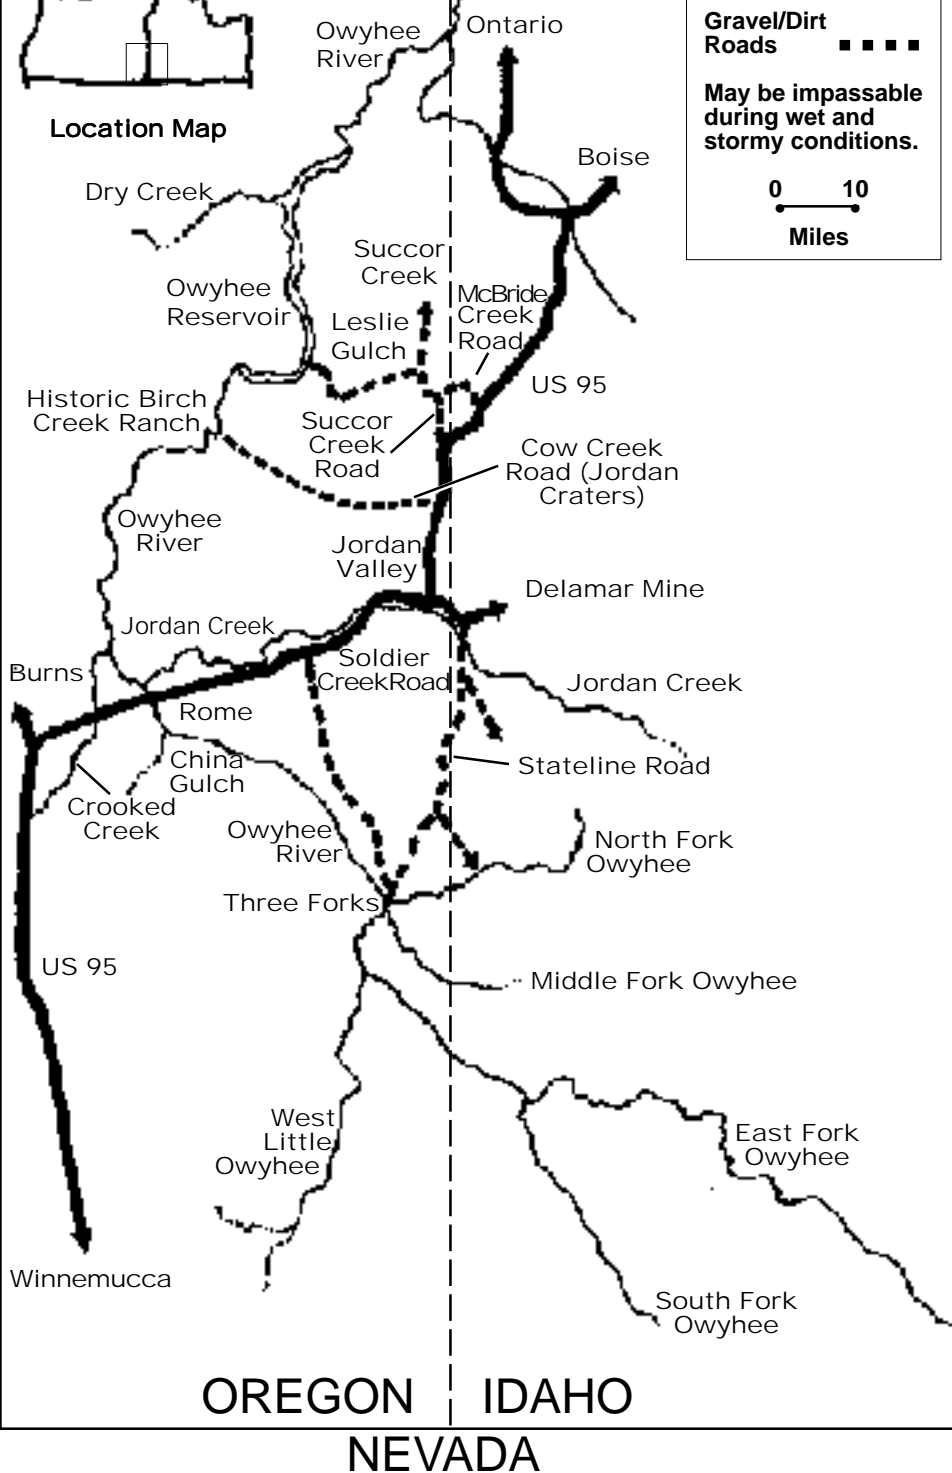 Owyhee
River
Ontario
Gravel/Dirt
Roads
May be impassable
during wet and
stormy conditions.
0 10
Miles
Location Map
Boise
Dry Creek
Succor
Creek
Owyhee
Reservoir
McBride
Creek
Road
Leslie
Gulch
US 95
Historic Birch
Creek Ranch
Succor
Creek
Road
Cow Creek
Road (Jordan
Craters)
Owyhee
River
Jordan
Valley
Delamar Mine
Jordan Creek
Soldier
CreekRoad
Burns
Jordan Creek
Rome
China
Gulch
Stateline Road
Crooked
Creek
Owyhee
River
North Fork
Owyhee
Three Forks
US 95
Middle Fork Owyhee
West
Little
Owyhee
East Fork
Owyhee
Winnemucca
South Fork
Owyhee
OREGON
IDAHO
NEVADA